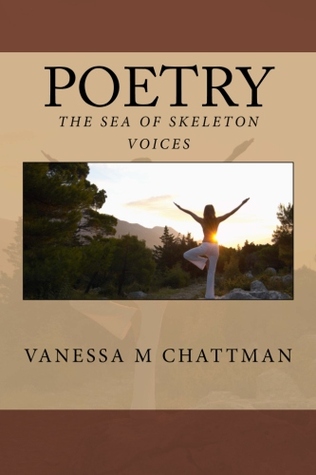 POETRY
THE SEA OF SKELETON
VOICES
VANESSA M CHATTMAN